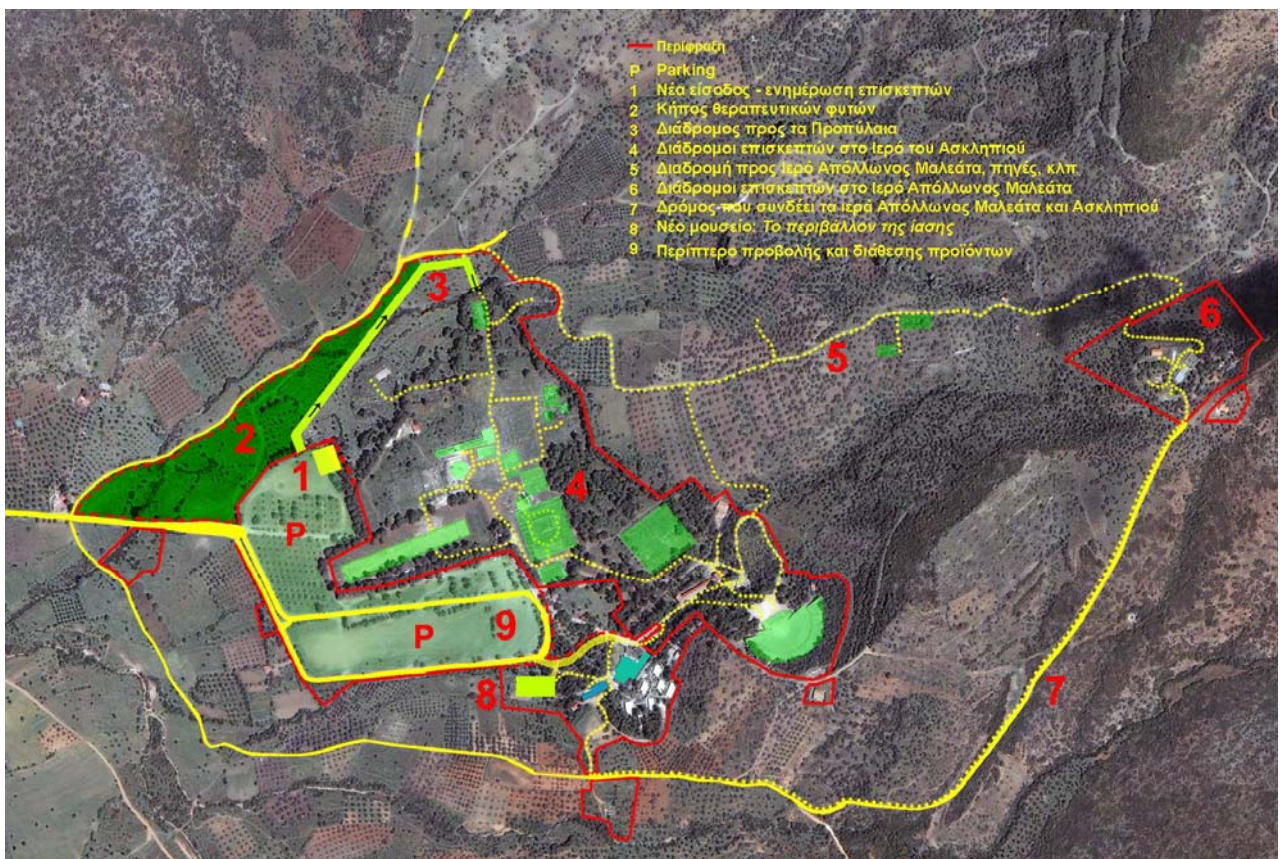 Περίφραξη
P Parking
1 Νέα είσοδος - ενημέρωση επισκεπτών
2 Κήπος θεραπευτικών φυτών
3 Διάδρομος προς τα Προπύλαια
4 Διάδρομοι επισκεπτών στο Ιερό του Ασκληπιού
5 Διαδρομή προς Ιερό Απόλλωνος Μαλεάτα, πηγές, κλπ.
6 Διάδρομοι επισκεπτών στο Ιερό Απόλλωνος Μαλεάτα
7 Δρόμος που συνδέει τα ιερά Απόλλωνος Μαλεάτα και Ασκληπιού
8 Νέο μουσείο: Το περιβάλλον της ίασης
9 Περίπτερο προβολής και διάθεσης προϊόντων
3
6
5
2
1
4
P
9
P
8
7